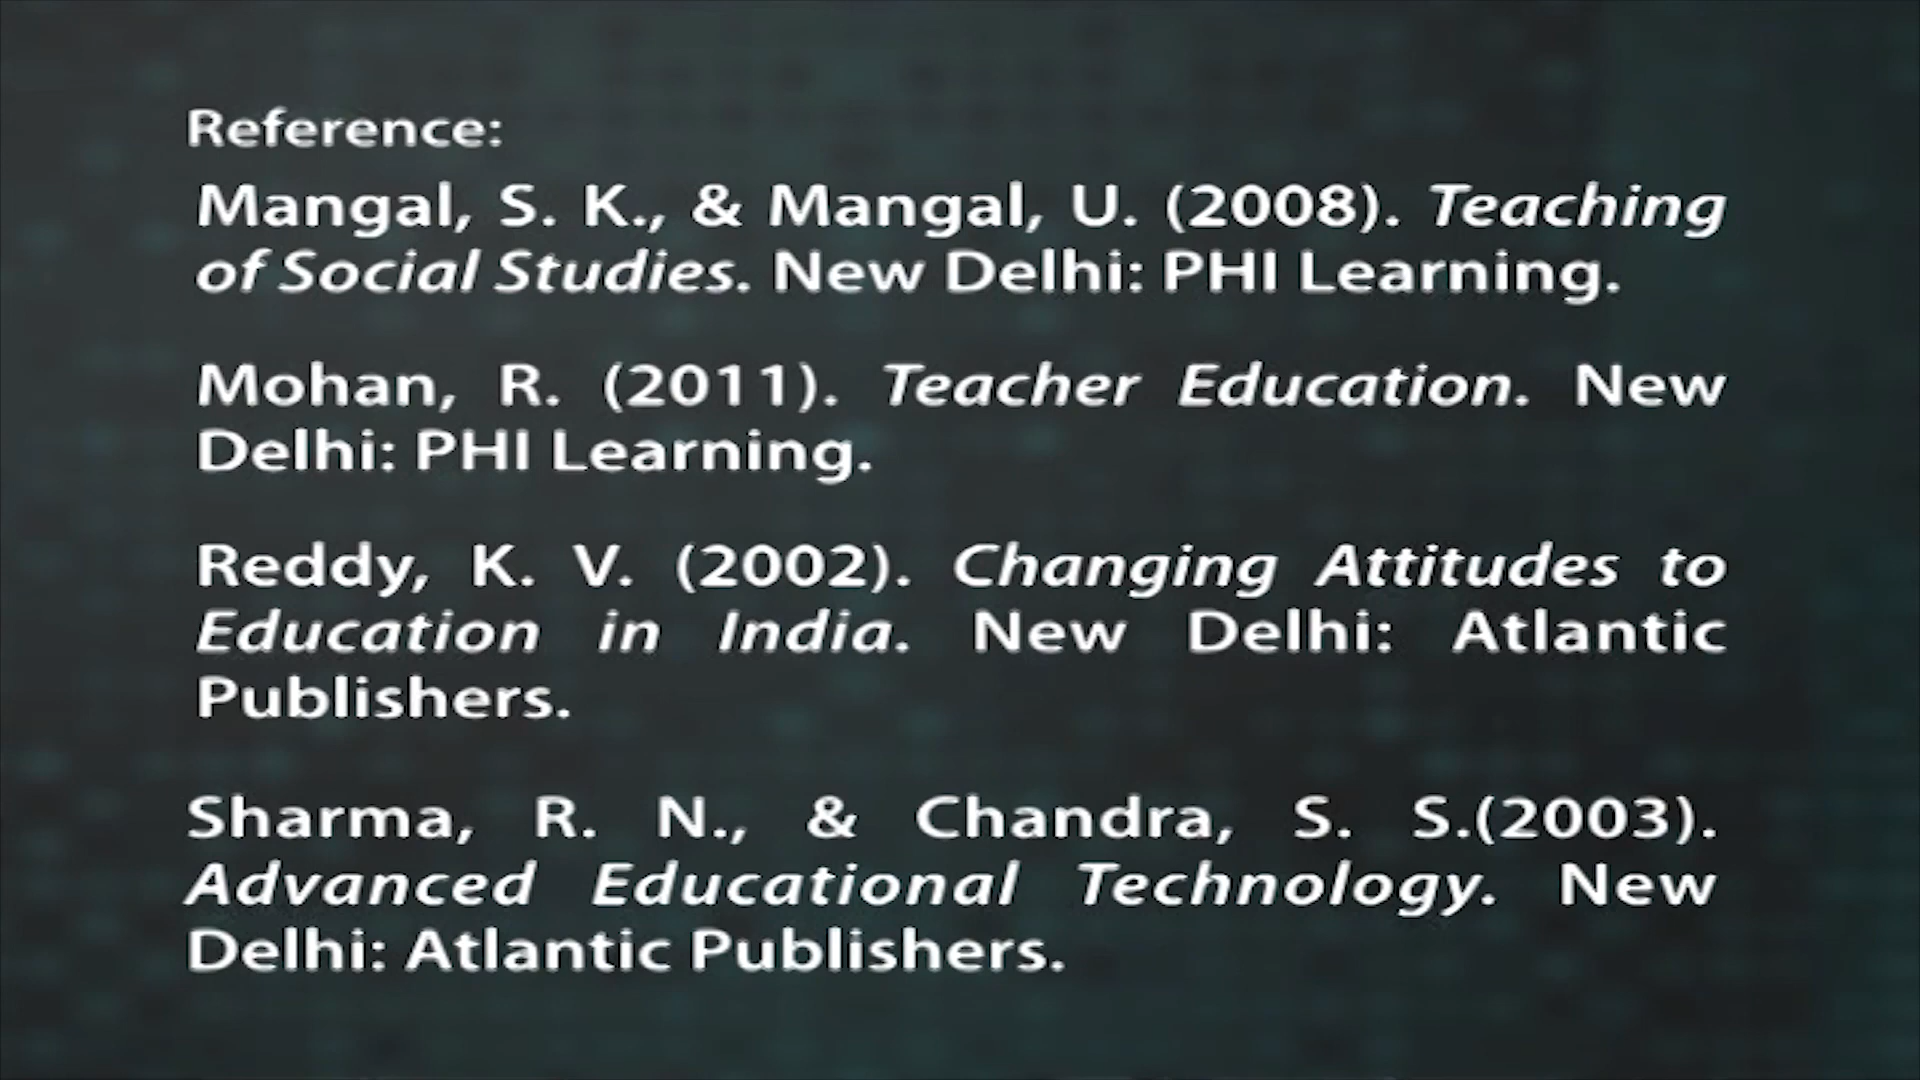 Reference:
Mangal, S. K., & Mangal, U. (2008). Teaching
of Social Studies. New Delhi: PHI Learning.
Mohan, R. (2011). Teacher Education. New
Delhi: PHI Learning.
Reddy, K. V. (2002). Changing Attitudes to
Education in India. New Delhi: Atlantic
Publishers.
Sharma, R. N., & Chandra, S. S.(2003).
Advanced Educational Technology. New
Delhi: Atlantic Publishers.